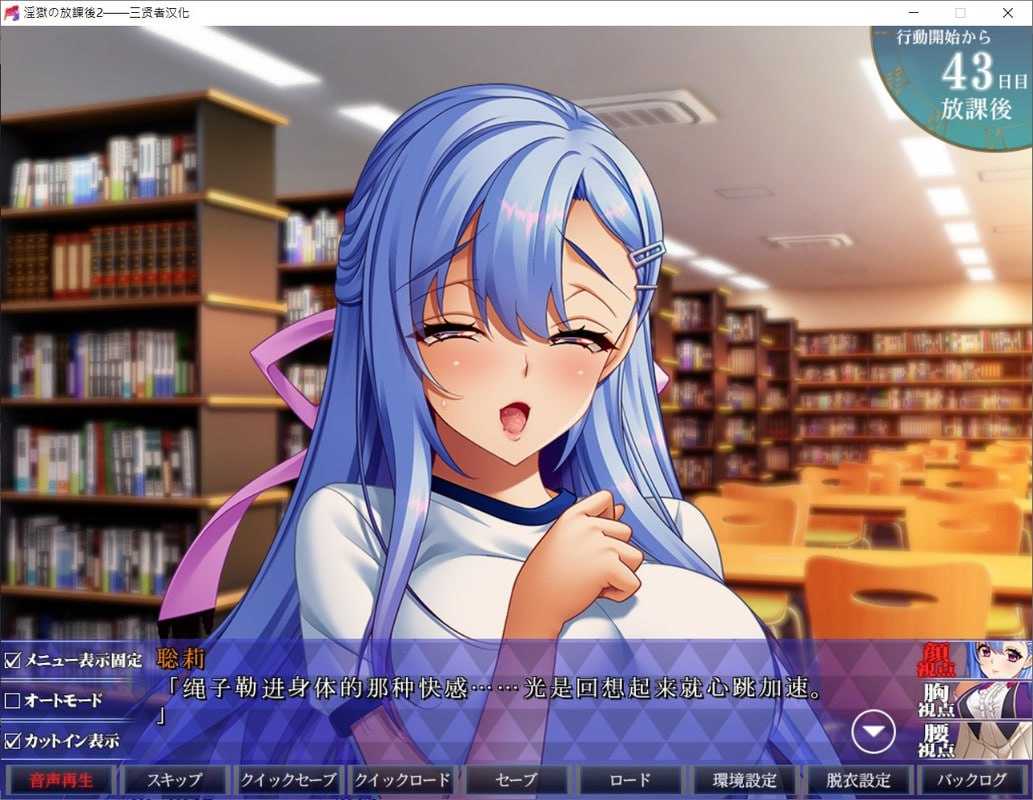 淫獄の放課後2——三贤者汉化
行動開始から
43日目
放課後
メニュー表示固定
オートモード
カットイン表示
聡莉
「绳子勒进身体的那种快感……光是回想起来就心跳加速。
」
顔
視点
胸
視点
腰
視点
音声再生
スキップ
クイックセーブ
クイックロード
セーブ
ロード
環境設定
脱衣設定
バックログ